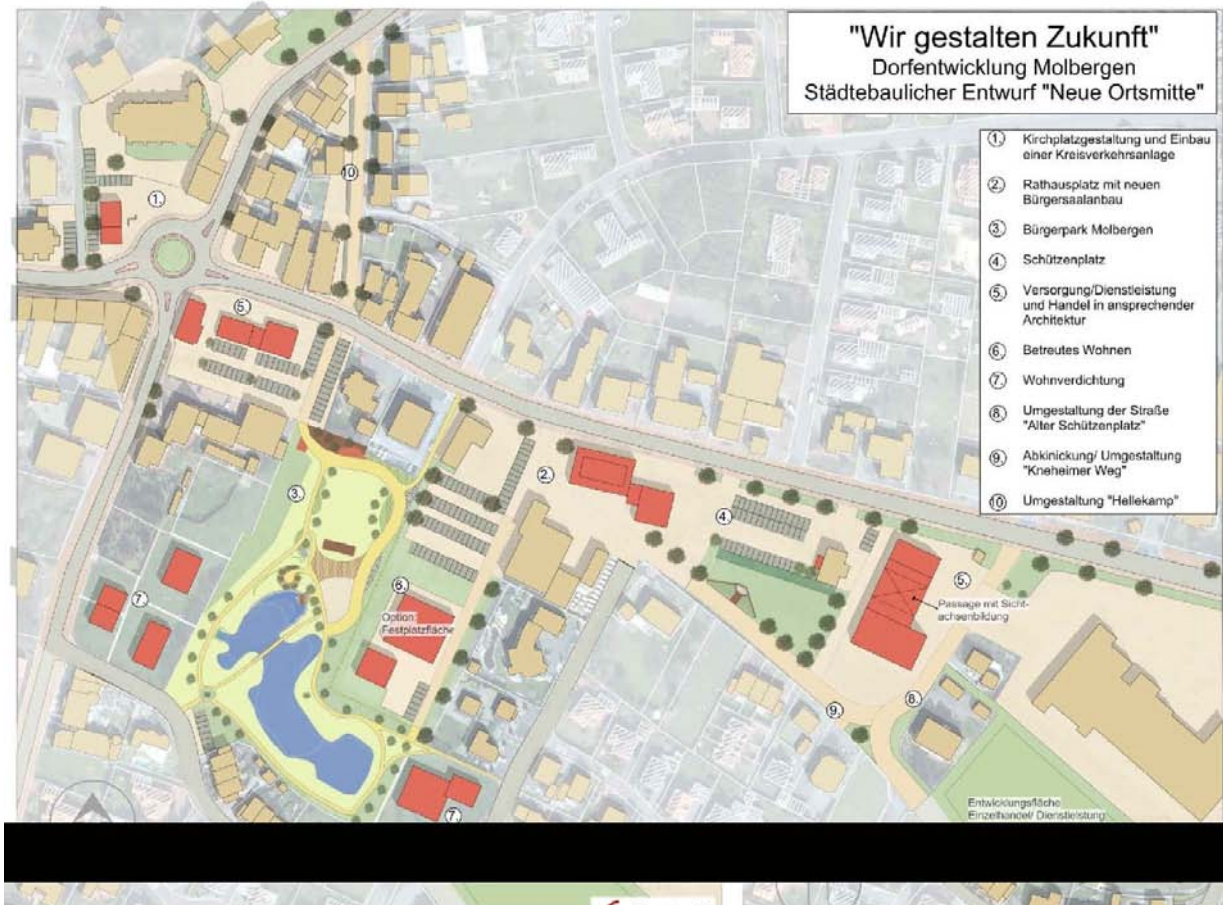 "Wir gestalten Zukunft"
Dorfentwicklung Molbergen
Städtebaulicher Entwurf "Neue Ortsmitte"
1. Kirchplatzgestaltung und Einbau
einer Kreisverkehrsanlage
2. Rathausplatz mit neuen
Bürgersaalanbau
3. Bürgerpark Molbergen
4. Schützenplatz
5. Versorgung/Dienstleistung
und Handel in ansprechender
Architektur
6. Betreutes Wohnen
7. Wohnverdichtung
8. Umgestaltung der Straße
"Alter Schützenplatz"
9. Abkinickung/ Umgestaltung
"Kneheimer Weg"
10. Umgestaltung "Hellekamp"
10.
1.
5.
2.
3.
4.
5.
Passage mit Sicht-
achsenbildung
6.
Option:
Festplatzfläche
7.
8.
9.
Entwicklungsfläche
Einzelhandel/ Dienstleistung
7.